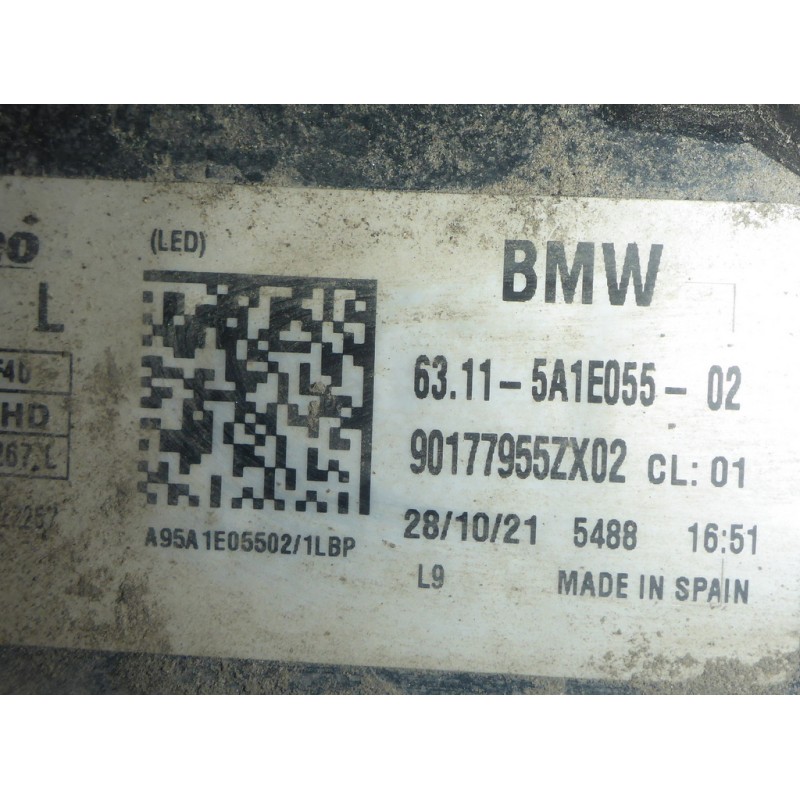 (LED)
BMW
L
63.11-5A1E055-02
HD
90177955ZX02 CL: 01
267.L
28/10/21 5488 16:51
A95A1E05502/1LBP
L9 MADE IN SPAIN